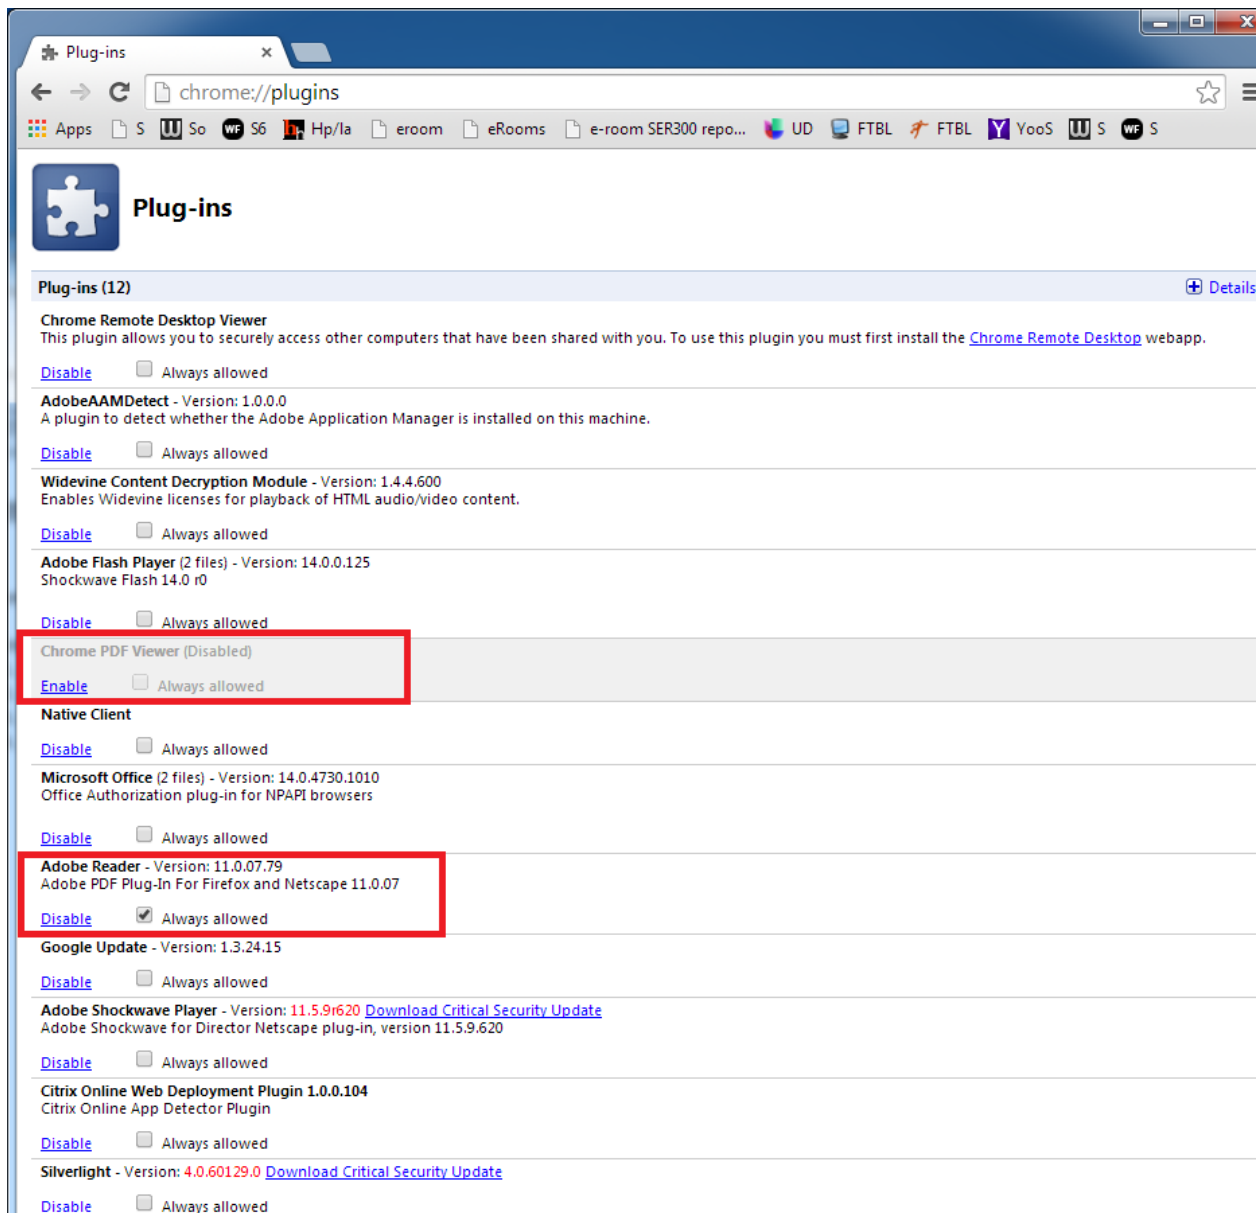 Plug-ins
chrome://plugins
Apps S So WF S6 Hp/la eroom eRooms e-room SER300 repo... UD FTBL FTBL YooS S WF S
Plug-ins
Plug-ins (12) Details
Chrome Remote Desktop Viewer
This plugin allows you to securely access other computers that have been shared with you. To use this plugin you must first install the Chrome Remote Desktop webapp.
Disable Always allowed
AdobeAAMDetect - Version: 1.0.0.0
A plugin to detect whether the Adobe Application Manager is installed on this machine.
Disable Always allowed
Widevine Content Decryption Module - Version: 1.4.4.600
Enables Widevine licenses for playback of HTML audio/video content.
Disable Always allowed
Adobe Flash Player (2 files) - Version: 14.0.0.125
Shockwave Flash 14.0 r0
Disable Always allowed
Chrome PDF Viewer (Disabled)
Enable Always allowed
Native Client
Disable Always allowed
Microsoft Office (2 files) - Version: 14.0.4730.1010
Office Authorization plug-in for NPAPI browsers
Disable Always allowed
Adobe Reader - Version: 11.0.07.79
Adobe PDF Plug-In For Firefox and Netscape 11.0.07
Disable Always allowed
Google Update - Version: 1.3.24.15
Disable Always allowed
Adobe Shockwave Player - Version: 11.5.9r620 Download Critical Security Update
Adobe Shockwave for Director Netscape plug-in, version 11.5.9.620
Disable Always allowed
Citrix Online Web Deployment Plugin 1.0.0.104
Citrix Online App Detector Plugin
Disable Always allowed
Silverlight - Version: 4.0.60129.0 Download Critical Security Update
Disable Always allowed